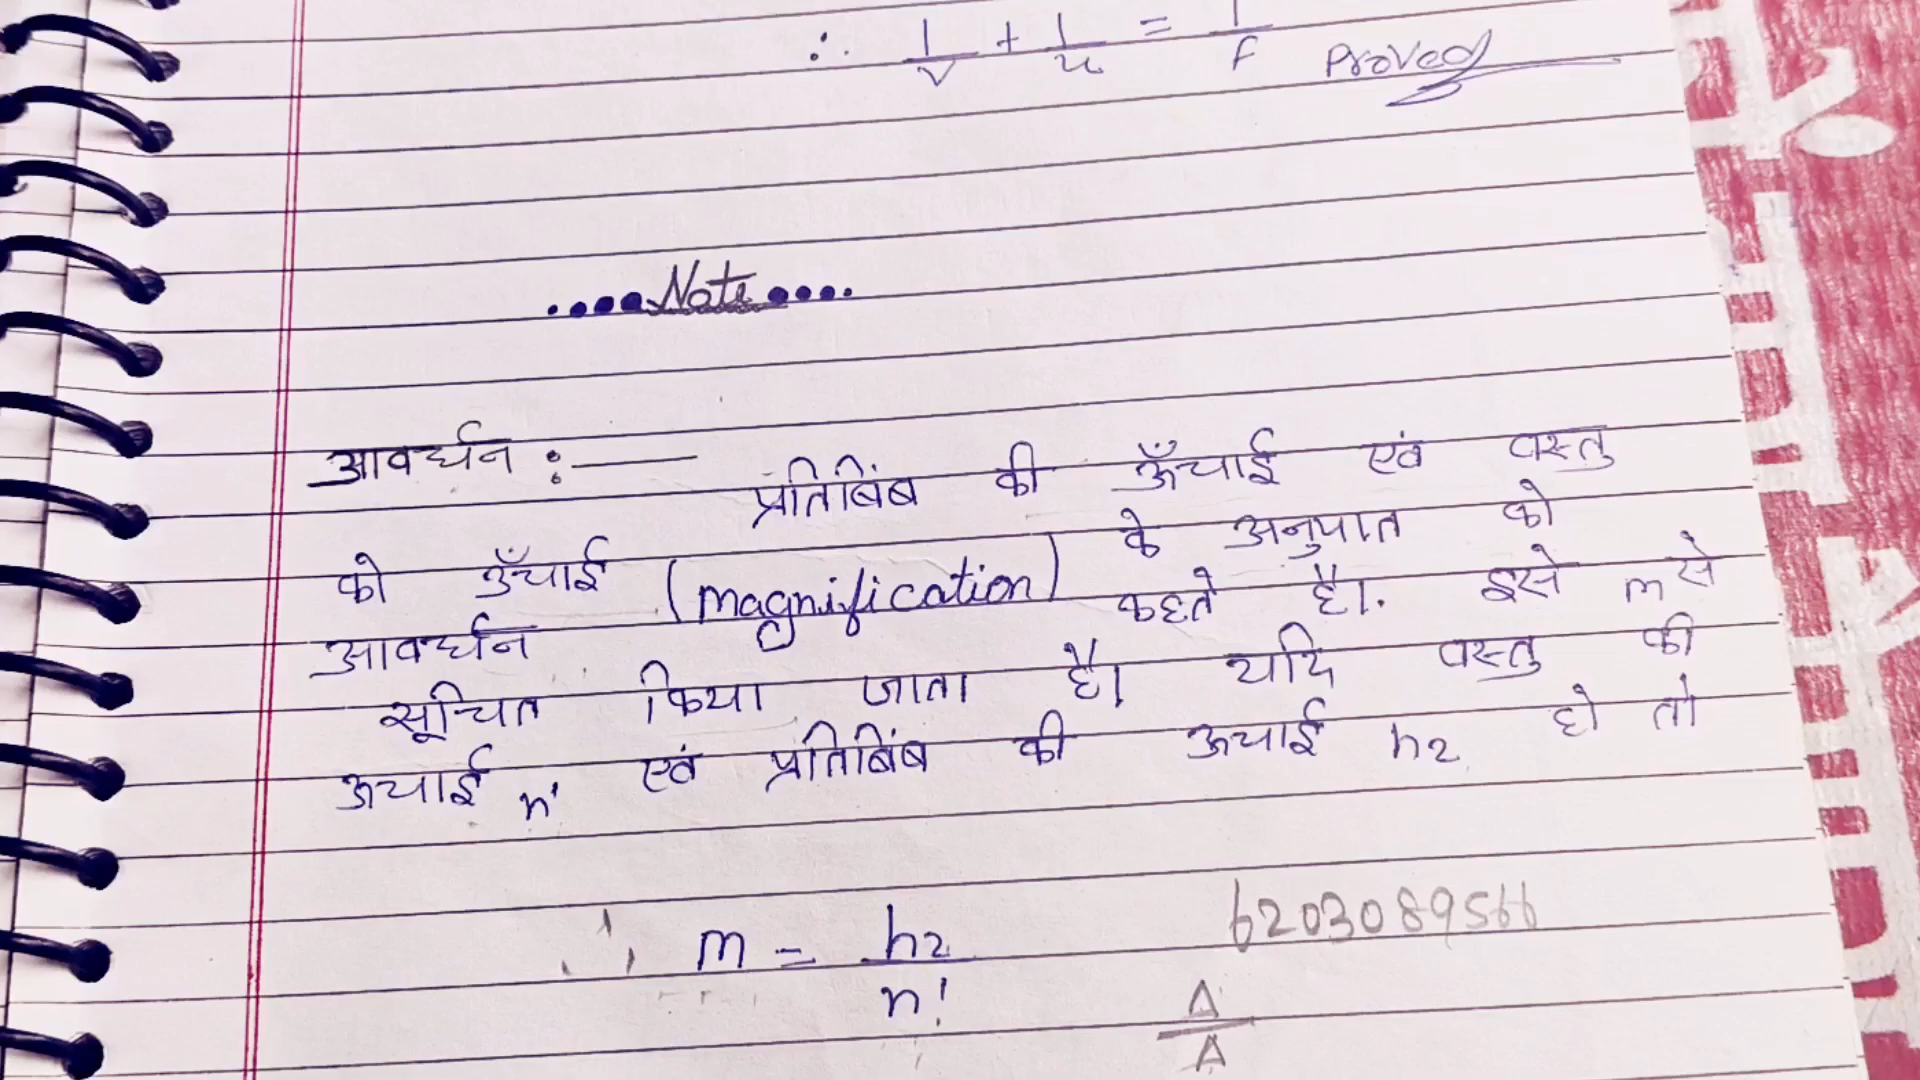 ∴ 1/v + 1/u = 1/f Proved
....Note....
आवर्धन :— प्रतिबिंब की ऊँचाई एवं वस्तु
को ऊँचाई के अनुपात को
आवर्धन (magnification) कहते है। इसे m से
सूचित किया जाता है। यदि वस्तु की
ऊचाई h' एवं प्रतिबिंब की ऊचाई h2 हो तो
∴ m = h2/h'
6203089566
A/A